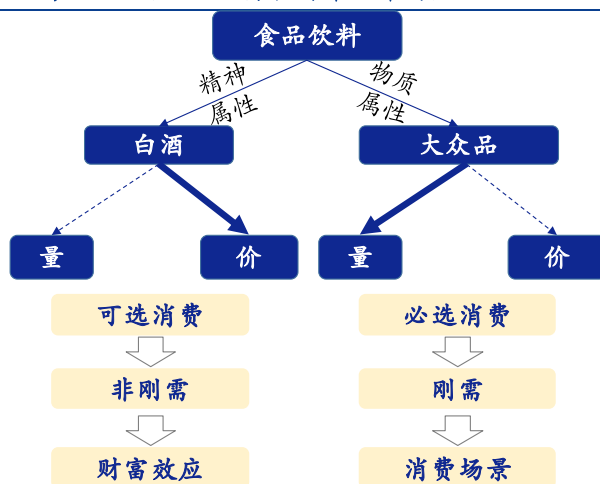 食品饮料
精神
属性
物质
属性
白酒
大众品
量
价
量
价
可选消费
必选消费
非刚需
刚需
财富效应
消费场景